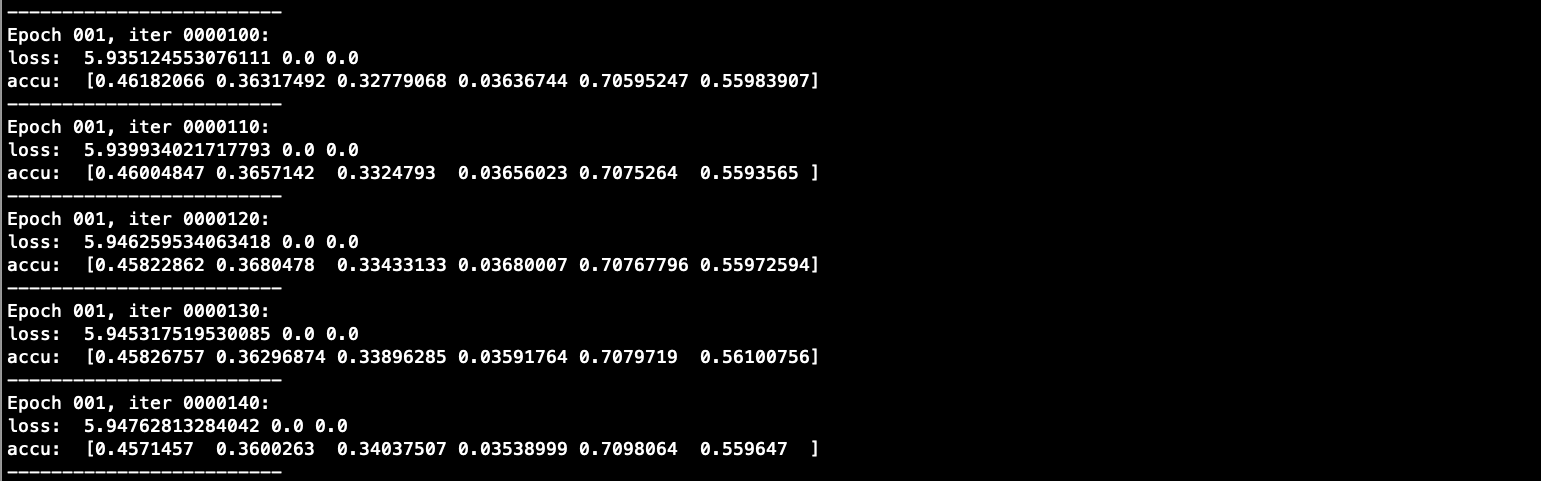 -------------------------
Epoch 001, iter 0000100:
loss:  5.935124553076111 0.0 0.0
accu:  [0.46182066 0.36317492 0.32779068 0.03636744 0.70595247 0.55983907]
-------------------------
Epoch 001, iter 0000110:
loss:  5.939934021717793 0.0 0.0
accu:  [0.46004847 0.3657142  0.3324793  0.03656023 0.7075264  0.5593565 ]
-------------------------
Epoch 001, iter 0000120:
loss:  5.946259534063418 0.0 0.0
accu:  [0.45822862 0.3680478  0.33433133 0.03680007 0.70767796 0.55972594]
-------------------------
Epoch 001, iter 0000130:
loss:  5.945317519530085 0.0 0.0
accu:  [0.45826757 0.36296874 0.33896285 0.03591764 0.7079719  0.56100756]
-------------------------
Epoch 001, iter 0000140:
loss:  5.94762813284042 0.0 0.0
accu:  [0.4571457  0.3600263  0.34037507 0.03538999 0.7098064  0.559647  ]
-------------------------